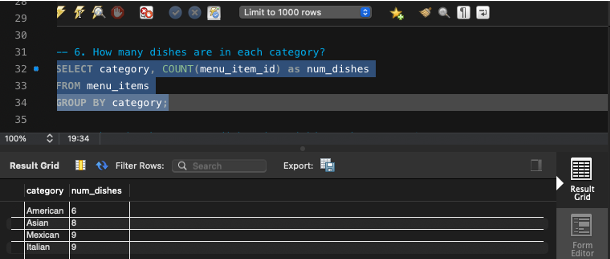 28
29
Limit to 1000 rows
30
31 -- 6. How many dishes are in each category?
32 SELECT category, COUNT(menu_item_id) as num_dishes
33 FROM menu_items
34 GROUP BY category;
35
100% 19:34
Result Grid Filter Rows: Search Export:
category num_dishes
American 6
Asian 8
Mexican 9
Italian 9
Result
Grid
Form
Editor